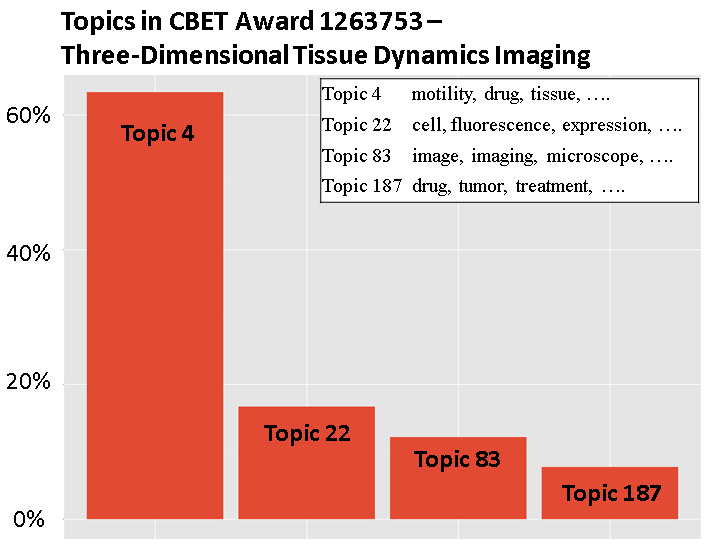 Topics in CBET Award 1263753 –
Three-Dimensional Tissue Dynamics Imaging
60%
40%
20%
0%
Topic 4 motility, drug, tissue, ….
Topic 22 cell, fluorescence, expression, ….
Topic 83 image, imaging, microscope, ….
Topic 187 drug, tumor, treatment, ….
Topic 4
Topic 22
Topic 83
Topic 187